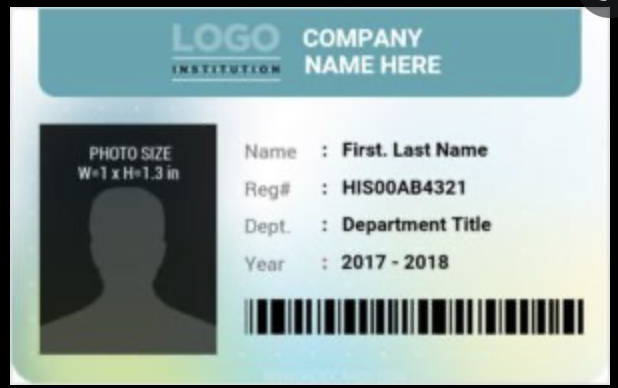 LOGO
INSTITUTION
COMPANY
NAME HERE
PHOTO SIZE
W=1 x H=1.3 in
Name : First. Last Name
Reg# : HIS00AB4321
Dept. : Department Title
Year : 2017 - 2018